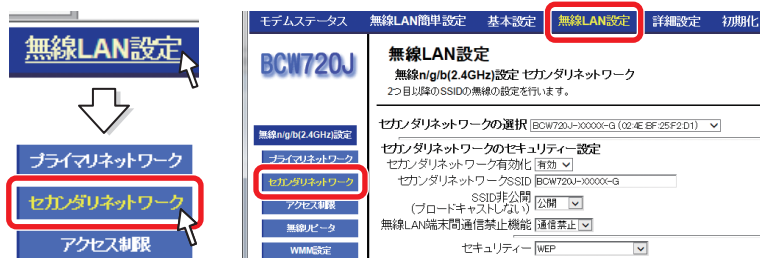 無線LAN設定
プライマリネットワーク
セカンダリネットワーク
アクセス制限
モデムステータス 無線LAN簡単設定 基本設定 無線LAN設定 詳細設定 初期化
BCW720J
無線n/g/b(2.4GHz)設定
プライマリネットワーク
セカンダリネットワーク
アクセス制限
無線リピータ
WMM設定
無線LAN設定
無線n/g/b(2.4GHz)設定 セカンダリネットワーク
2つ目以降のSSIDの無線の設定を行います。
セカンダリネットワークの選択 BCW720J-XXXXX-G (02:4E:BF:25:F2:D1)
セカンダリネットワークのセキュリティー設定
セカンダリネットワーク有効化 有効
セカンダリネットワークSSID BCW720J-XXXXX-G
SSID非公開
(ブロードキャストしない) 公開
無線LAN端末間通信禁止機能 通信禁止
セキュリティー WEP